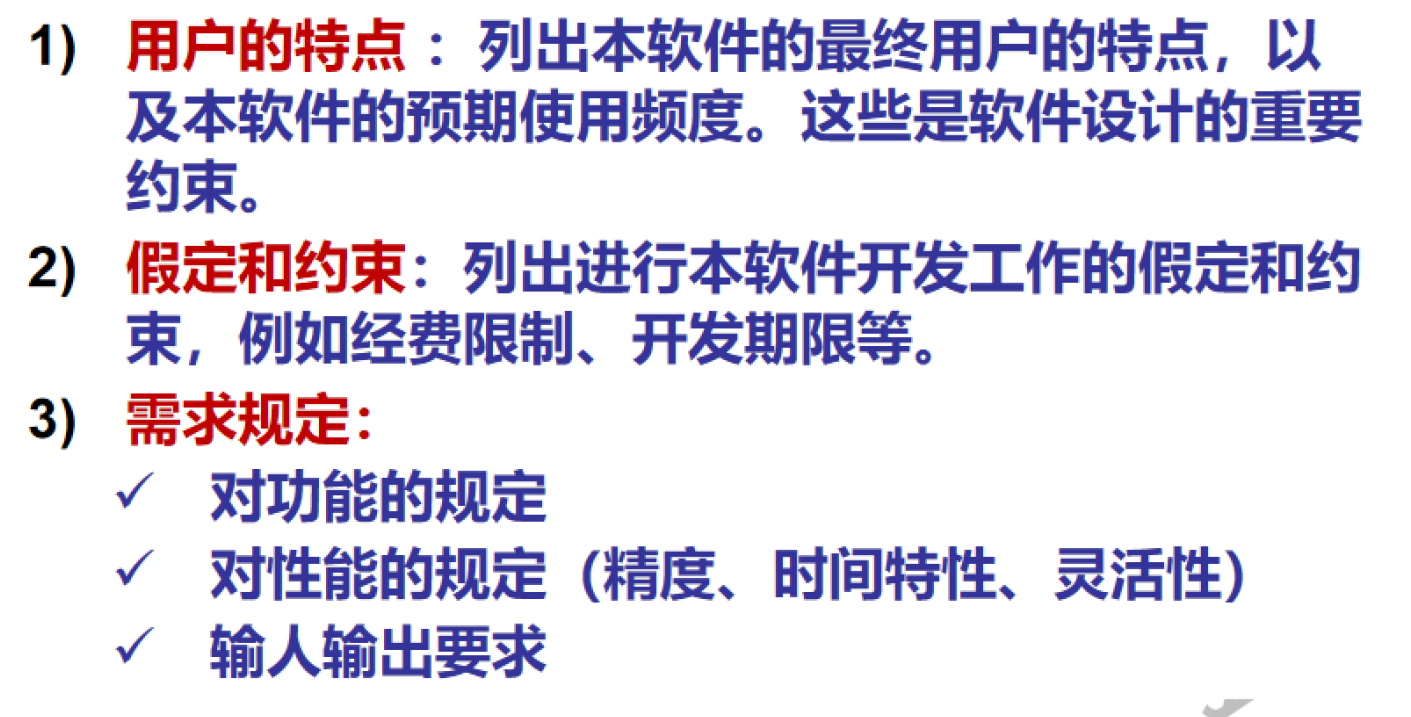 1) 用户的特点 ：列出本软件的最终用户的特点，以
及本软件的预期使用频度。这些是软件设计的重要
约束。
2) 假定和约束：列出进行本软件开发工作的假定和约
束，例如经费限制、开发期限等。
3) 需求规定：
✓ 对功能的规定
✓ 对性能的规定（精度、时间特性、灵活性）
✓ 输人输出要求